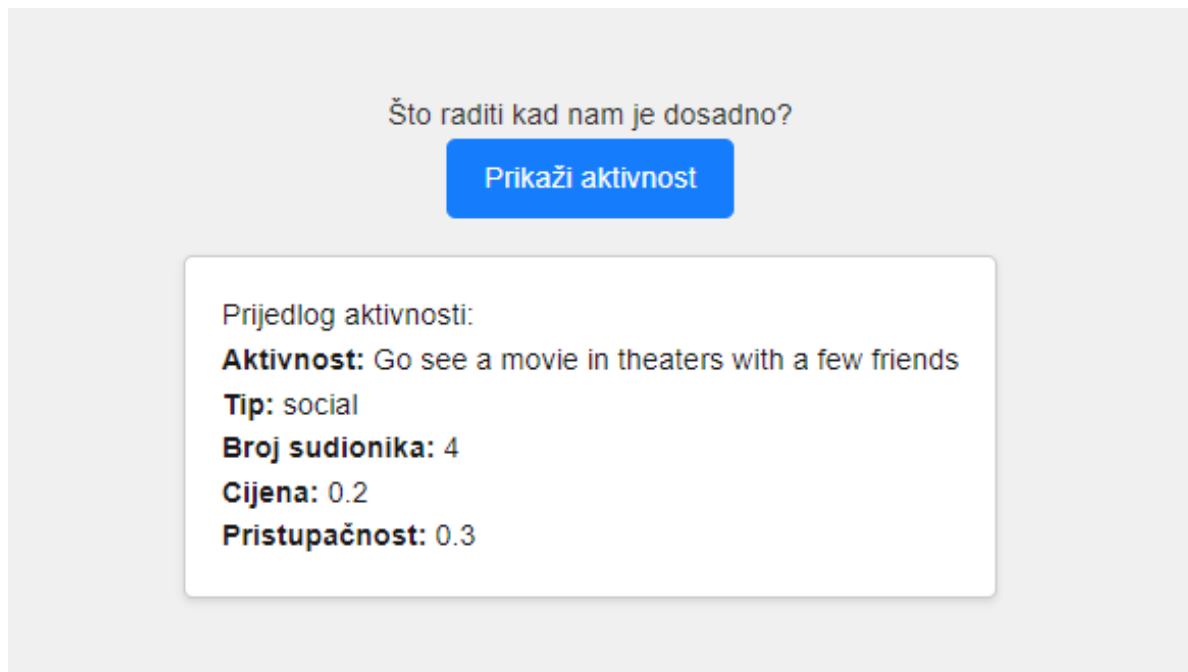 Što raditi kad nam je dosadno?
Prikaži aktivnost
Prijedlog aktivnosti:
Aktivnost: Go see a movie in theaters with a few friends
Tip: social
Broj sudionika: 4
Cijena: 0.2
Pristupačnost: 0.3